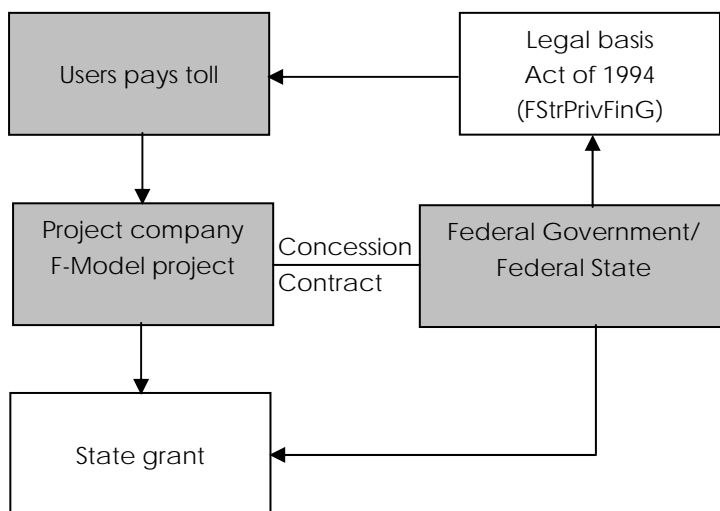 Users pays toll
Legal basis
Act of 1994
(FStrPrivFinG)
Project company
F-Model project
Concession
Contract
Federal Government/
Federal State
State grant